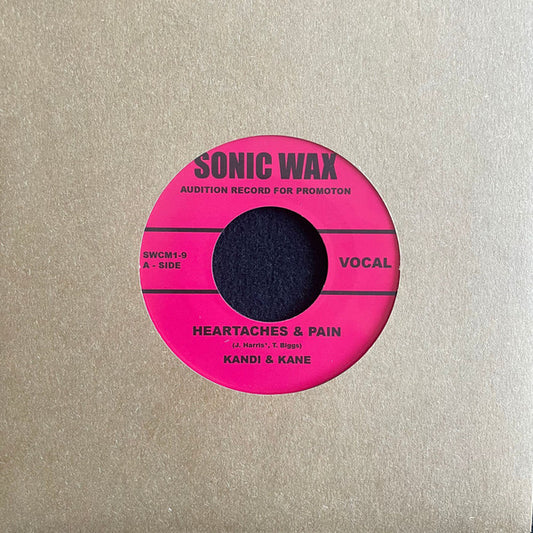 SONIC WAX
AUDITION RECORD FOR PROMOTON
SWCM1-9
A - SIDE
VOCAL
HEARTACHES & PAIN
(J. Harris*, T. Biggs)
KANDI & KANE